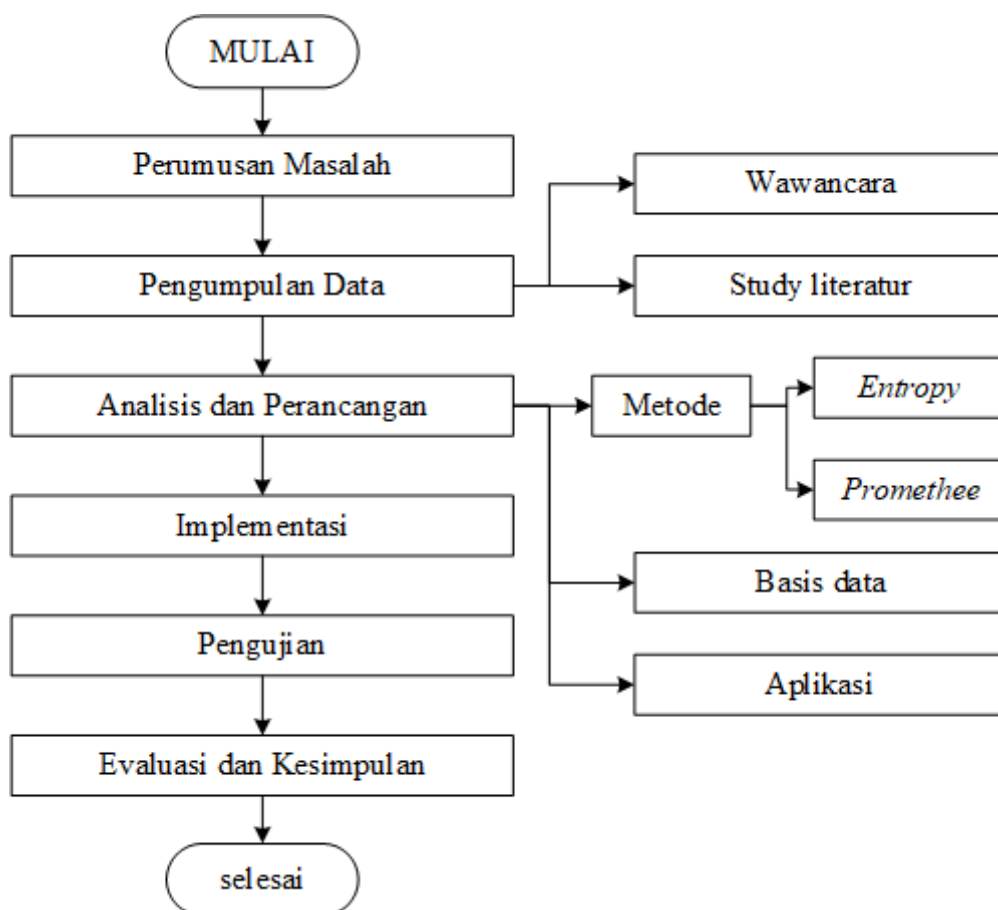 MULAI
Perumusan Masalah
Wawancara
Pengumpulan Data
Study literatur
Analisis dan Perancangan
Metode
Entropy
Promethee
Implementasi
Basis data
Pengujian
Aplikasi
Evaluasi dan Kesimpulan
selesai